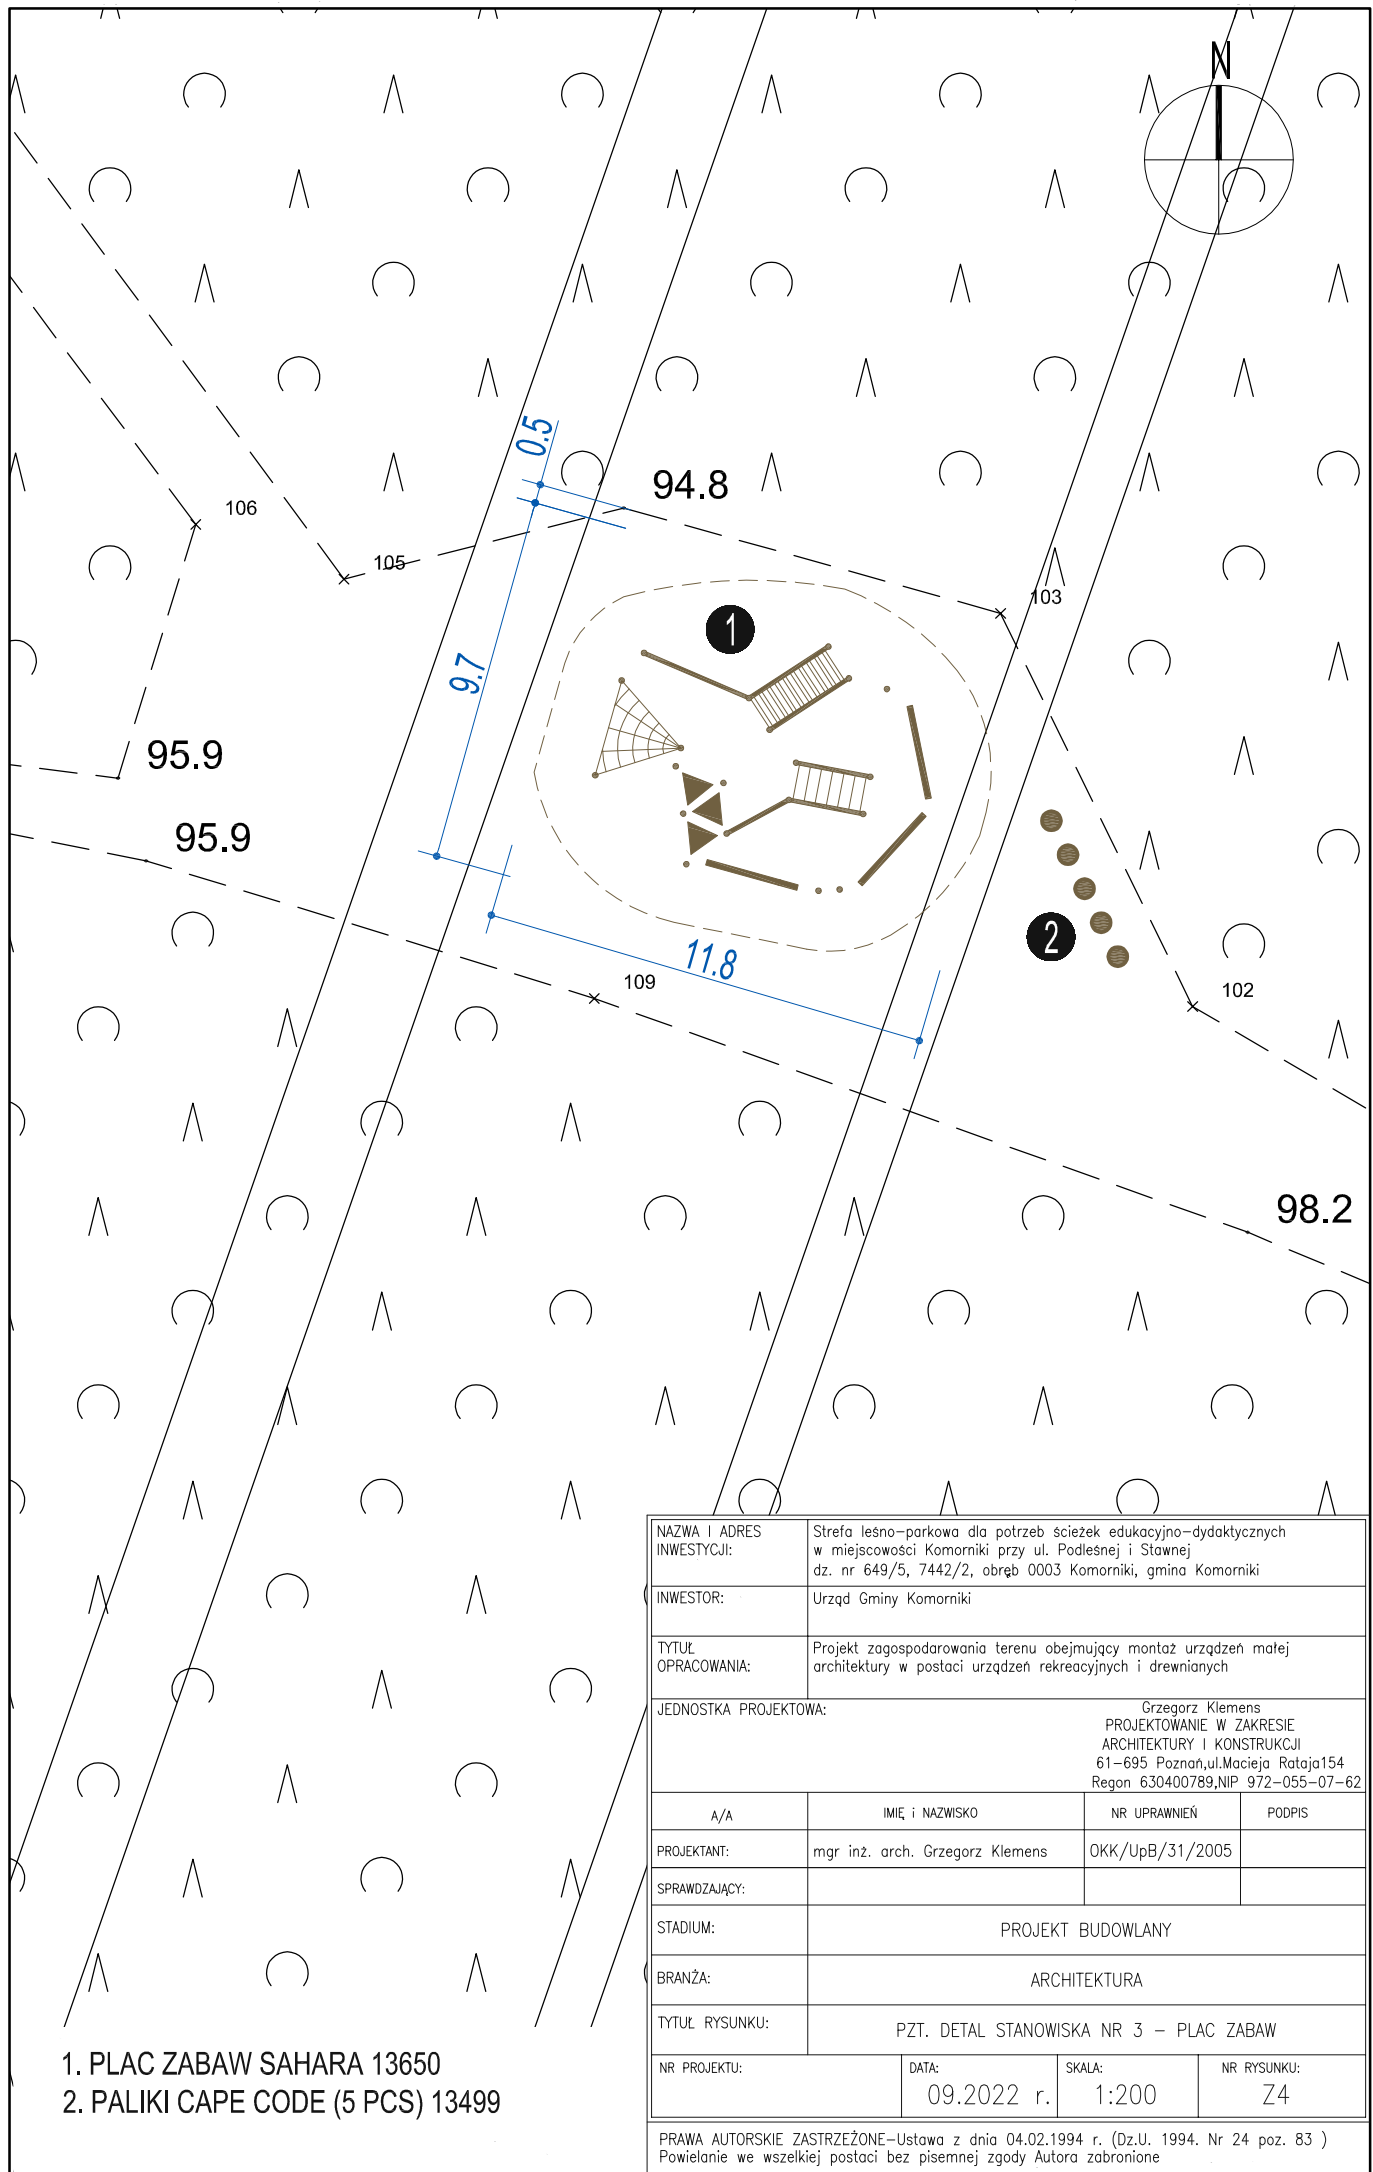 N
0.5
94.8
106
105
103
1
9.7
95.9
95.9
2
11.8
109
102
98.2
NAZWA I ADRES
INWESTYCJI:
Strefa leśno-parkowa dla potrzeb ścieżek edukacyjno-dydaktycznych
w miejscowości Komorniki przy ul. Podleśnej i Stawnej
dz. nr 649/5, 7442/2, obręb 0003 Komorniki, gmina Komorniki
INWESTOR:
Urząd Gminy Komorniki
TYTUŁ
OPRACOWANIA:
Projekt zagospodarowania terenu obejmujący montaż urządzeń małej
architektury w postaci urządzeń rekreacyjnych i drewnianych
JEDNOSTKA PROJEKTOWA:
Grzegorz Klemens
PROJEKTOWANIE W ZAKRESIE
ARCHITEKTURY I KONSTRUKCJI
61-695 Poznań,ul.Macieja Rataja154
Regon 630400789,NIP 972-055-07-62
A/A IMIĘ i NAZWISKO NR UPRAWNIEŃ PODPIS
PROJEKTANT: mgr inż. arch. Grzegorz Klemens OKK/UpB/31/2005
SPRAWDZAJĄCY:
STADIUM: PROJEKT BUDOWLANY
BRANŻA: ARCHITEKTURA
TYTUŁ RYSUNKU: PZT. DETAL STANOWISKA NR 3 - PLAC ZABAW
NR PROJEKTU: DATA: SKALA: NR RYSUNKU:
09.2022 r. 1:200 Z4
PRAWA AUTORSKIE ZASTRZEŻONE-Ustawa z dnia 04.02.1994 r. (Dz.U. 1994. Nr 24 poz. 83 )
Powielanie we wszelkiej postaci bez pisemnej zgody Autora zabronione
1. PLAC ZABAW SAHARA 13650
2. PALIKI CAPE CODE (5 PCS) 13499